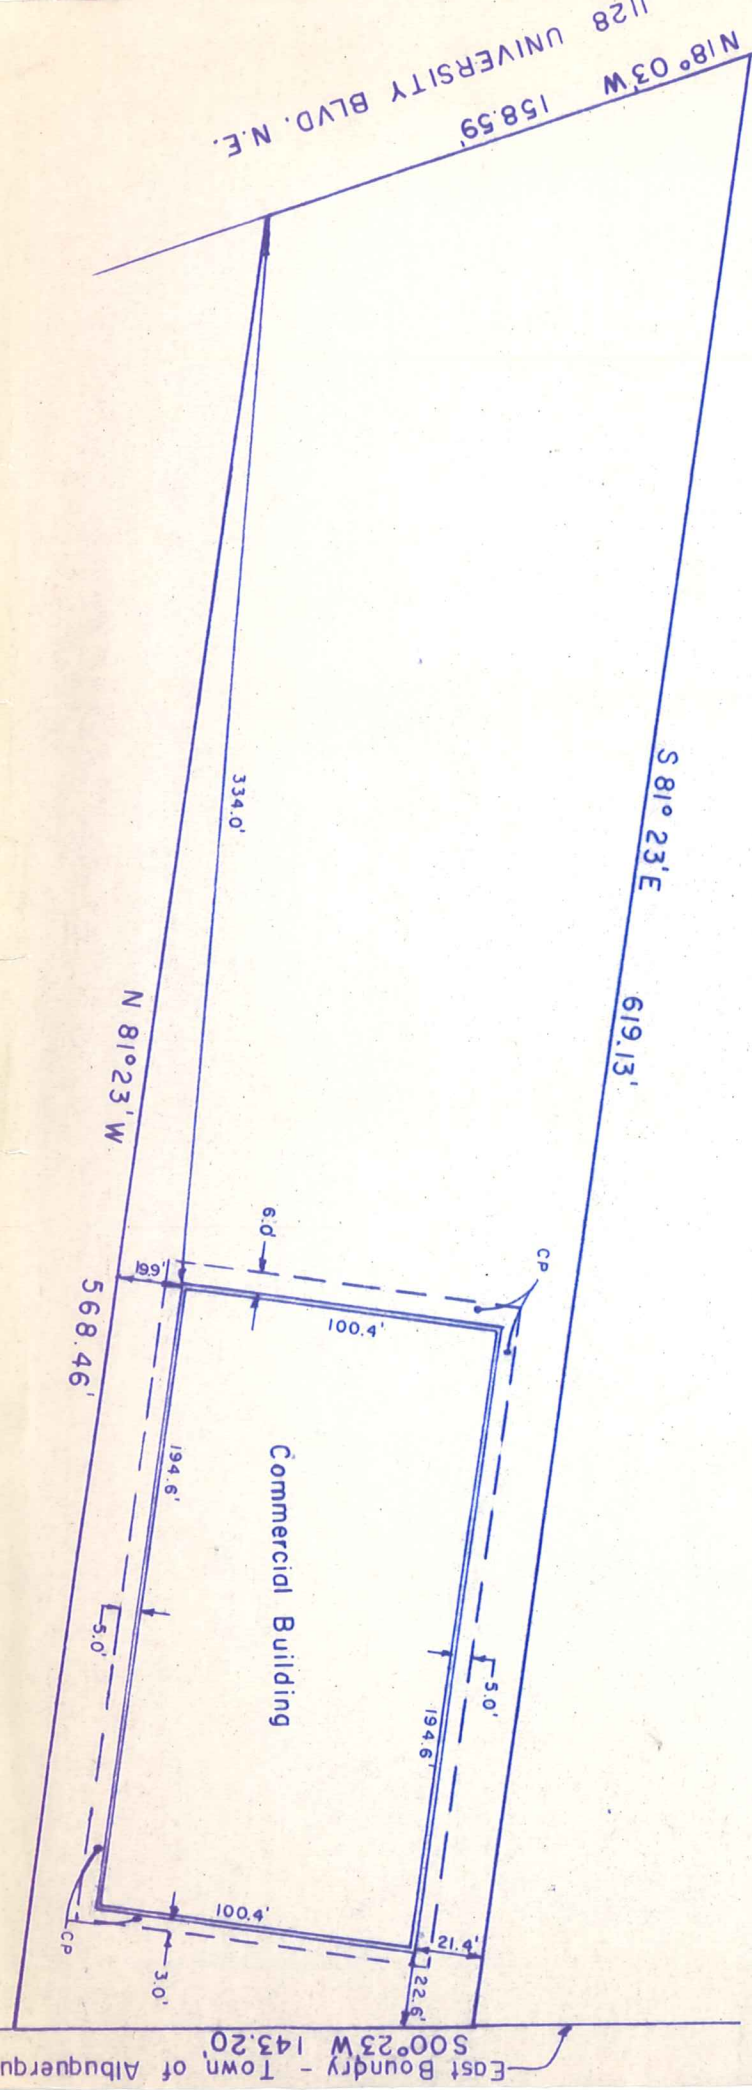 1128 UNIVERSITY BLVD. N.E.
N18° 03'W 158.59'
S 81° 23'E 619.13'
334.0'
N 81° 23' W. 568.46'
CP
6.0'
19.9'
100.4'
194.6'
Commercial Building
5.0'
5.0'
194.6'
100.4'
21.4'
22.6'
CP
3.0'
S00°23'W 143.20'
East Boundry - Town of Albuquerqu